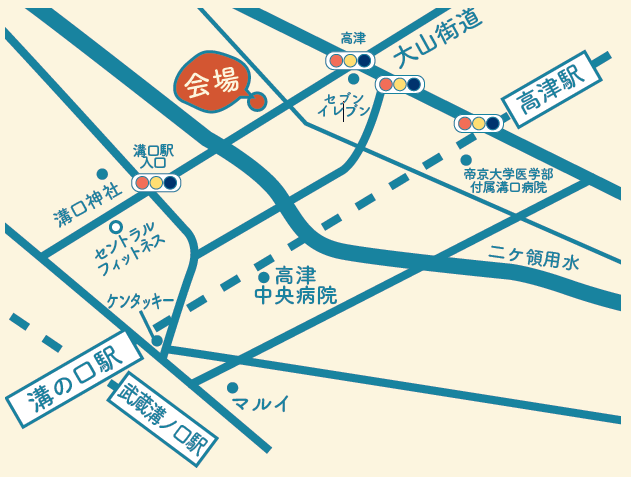 高津
大山街道
会場
高津駅
セブン
イレブン
溝口駅
入口
帝京大学医学部
付属溝口病院
溝口神社
セントラル
フィットネス
二ヶ領用水
高津
中央病院
ケンタッキー
溝の口駅
武蔵溝ノ口駅
マルイ